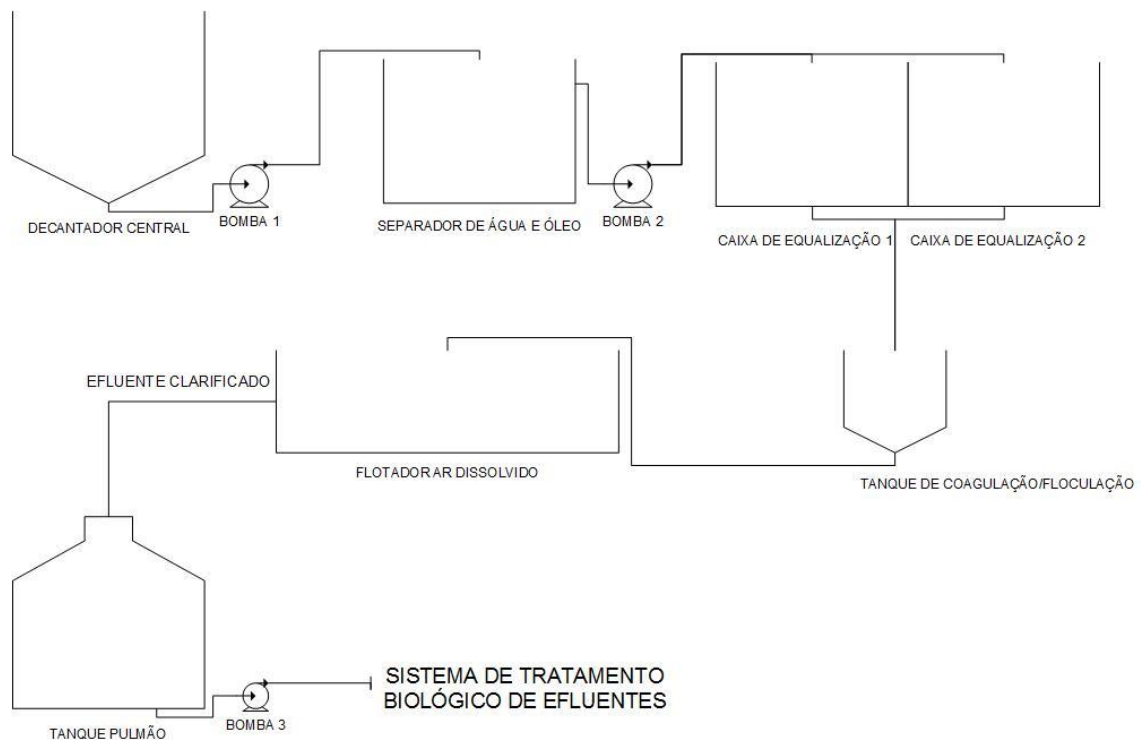 DECANTADOR CENTRAL
BOMBA 1
SEPARADOR DE ÁGUA E ÓLEO
BOMBA 2
CAIXA DE EQUALIZAÇÃO 1
CAIXA DE EQUALIZAÇÃO 2
EFLUENTE CLARIFICADO
FLOTADOR AR DISSOLVIDO
TANQUE DE COAGULAÇÃO/FLOCULAÇÃO
SISTEMA DE TRATAMENTO
BIOLÓGICO DE EFLUENTES
TANQUE PULMÃO
BOMBA 3